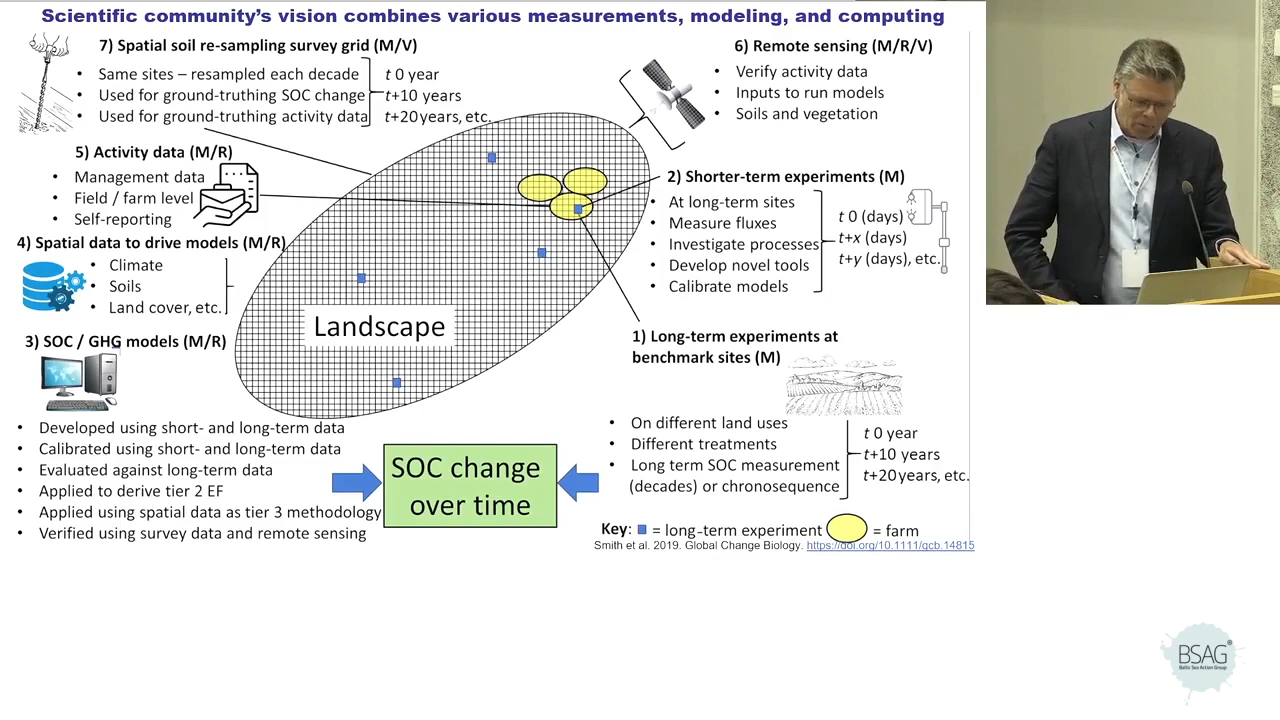 Scientific community's vision combines various measurements, modeling, and computing
7) Spatial soil re-sampling survey grid (M/V)
• Same sites – resampled each decade
• Used for ground-truthing SOC change
• Used for ground-truthing activity data
t 0 year
t+10 years
t+20years, etc.
6) Remote sensing (M/R/V)
• Verify activity data
• Inputs to run models
• Soils and vegetation
5) Activity data (M/R)
• Management data
• Field / farm level
• Self-reporting
2) Shorter-term experiments (M)
• At long-term sites
• Measure fluxes
• Investigate processes
• Develop novel tools
• Calibrate models
t 0 (days)
t+x (days)
t+y (days), etc.
4) Spatial data to drive models (M/R)
• Climate
• Soils
• Land cover, etc.
Landscape
3) SOC / GHG models (M/R)
• Developed using short- and long-term data
• Calibrated using short- and long-term data
• Evaluated against long-term data
• Applied to derive tier 2 EF
• Applied using spatial data as tier 3 methodology
• Verified using survey data and remote sensing
1) Long-term experiments at
benchmark sites (M)
• On different land uses
• Different treatments
• Long term SOC measurement
(decades) or chronosequence
t 0 year
t+10 years
t+20years, etc.
SOC change
over time
Key: = long-term experiment = farm
Smith et al. 2019. Global Change Biology. https://doi.org/10.1111/gcb.14815
BSAG®
Baltic Sea Action Group